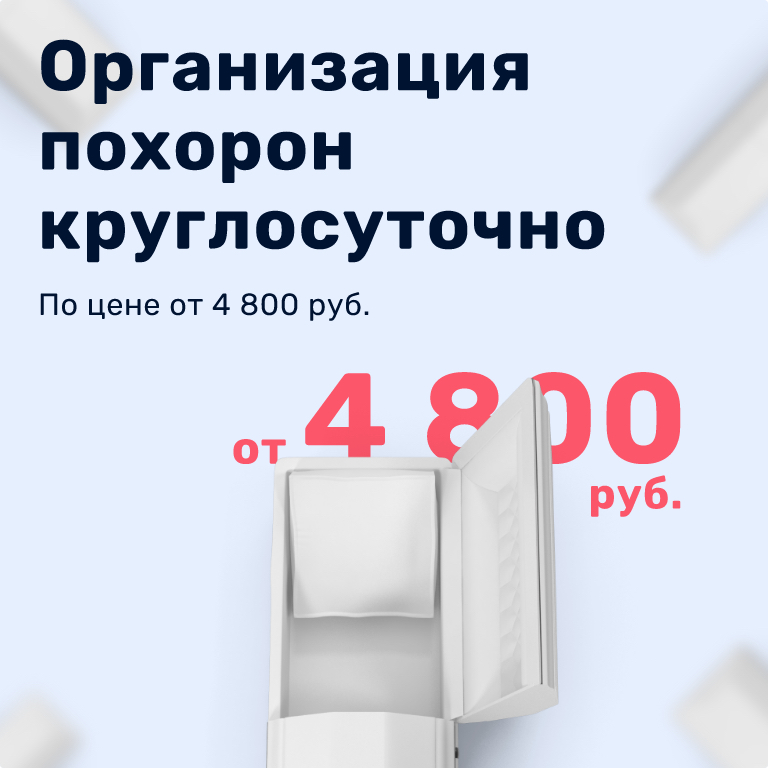 Организация
похорон
круглосуточно
По цене от 4 800 руб.
от 4 800
руб.